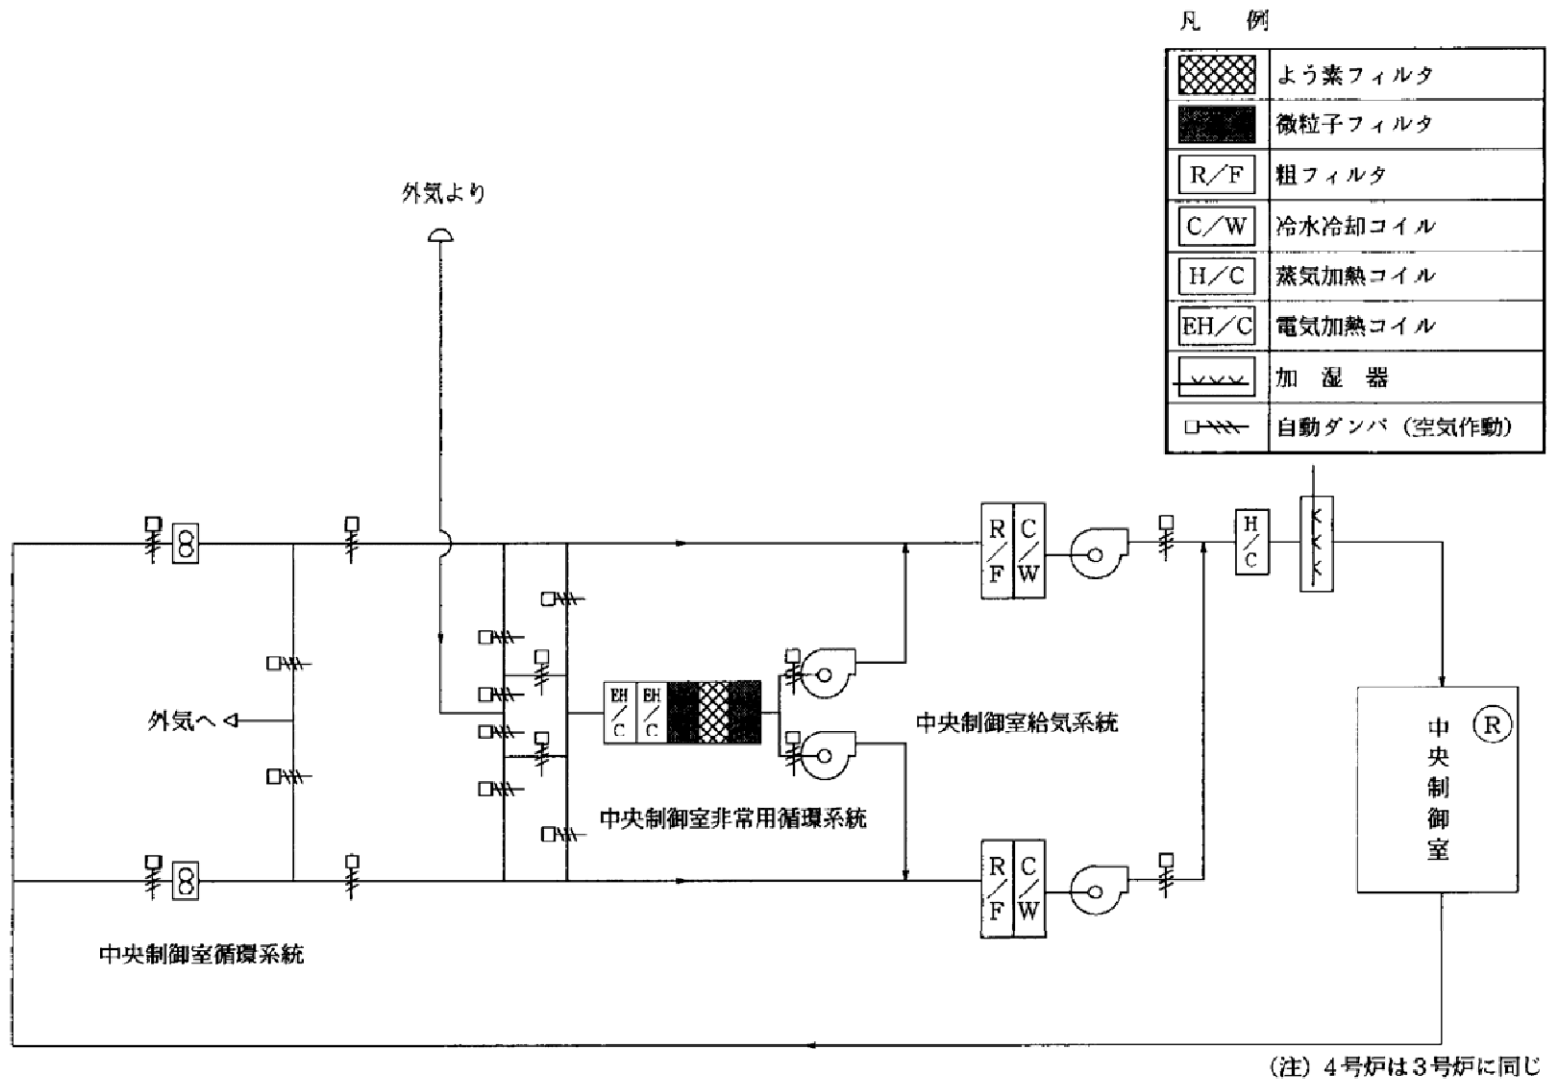 凡　例
よう素フィルタ
微粒子フィルタ
R／F 粗フィルタ
C／W 冷水冷却コイル
H／C 蒸気加熱コイル
EH／C 電気加熱コイル
加　湿　器
自動ダンパ（空気作動）
外気より
R／F
C／W
H／C
外気へ
EH／C
EH／C
中央制御室給気系統
中央制御室
R
中央制御室非常用循環系統
R／F
C／W
中央制御室循環系統
（注）４号炉は３号炉に同じ